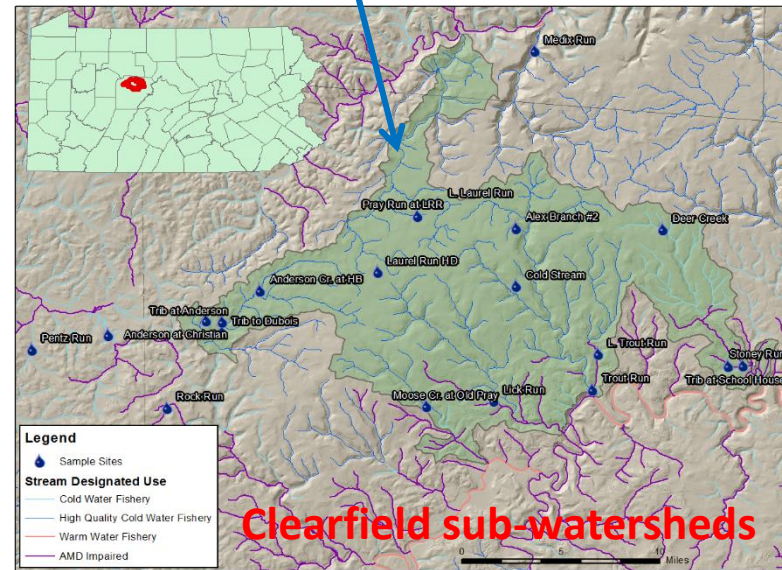 Medix Run
L. Laurel Run
Pray Run at LRR
Alex Branch #2
Deer Creek
Laurel Run HD
Anderson Cr. at HB
Cold Stream
Trib at Anderson
Trib to Dubois
Pentz Run
Anderson at Christian
L. Trout Run
Stoney Run
Trib at School House
Trout Run
Rock Run
Moose Cr. at Old Pray
Lick Run
Legend
Sample Sites
Stream Designated Use
Cold Water Fishery
High Quality Cold Water Fishery
Warm Water Fishery
AMD Impaired
Clearfield sub-watersheds
0 5 10
Miles